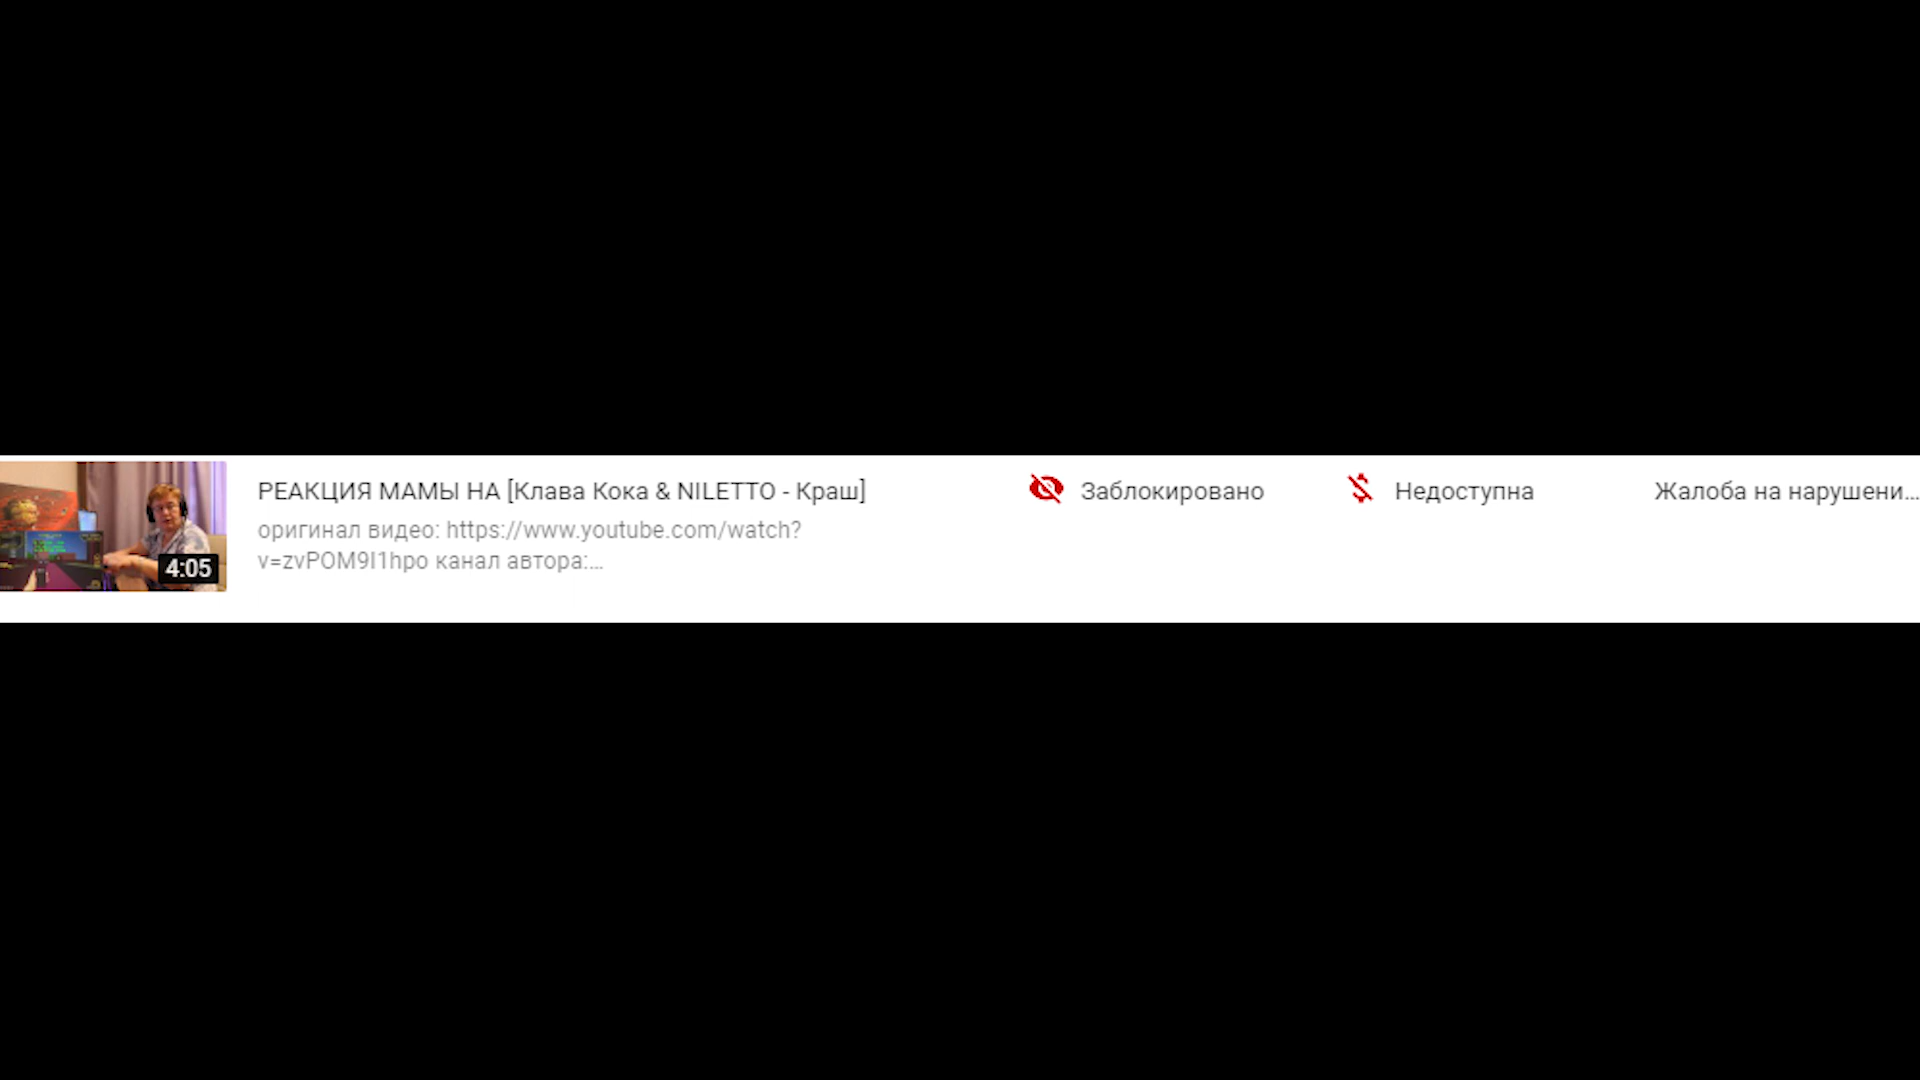 РЕАКЦИЯ МАМЫ НА [Клава Кока & NILETTO - Краш]
оригинал видео: https://www.youtube.com/watch?
v=zvPOM9I1hpo канал автора:...
4:05
Заблокировано
Недоступна
Жалоба на нарушени...